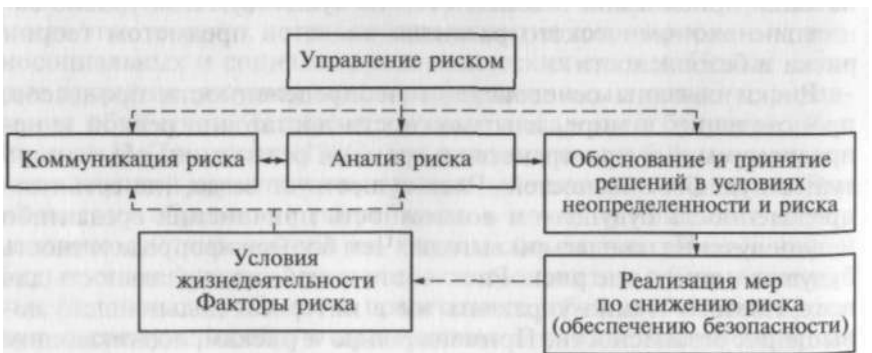 Управление риском
Коммуникация риска
Анализ риска
Обоснование и принятие
решений в условиях
неопределенности и риска
Условия
жизнедеятельности
Факторы риска
Реализация мер
по снижению риска
(обеспечению безопасности)